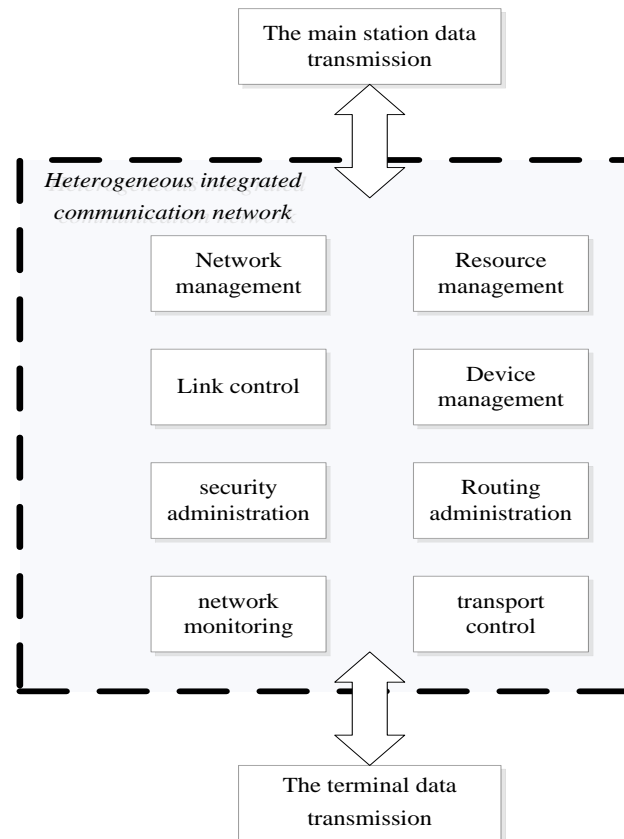 The main station data
transmission
Heterogeneous integrated
communication network
Network
management
Resource
management
Link control
Device
management
security
administration
Routing
administration
network
monitoring
transport
control
The terminal data
transmission